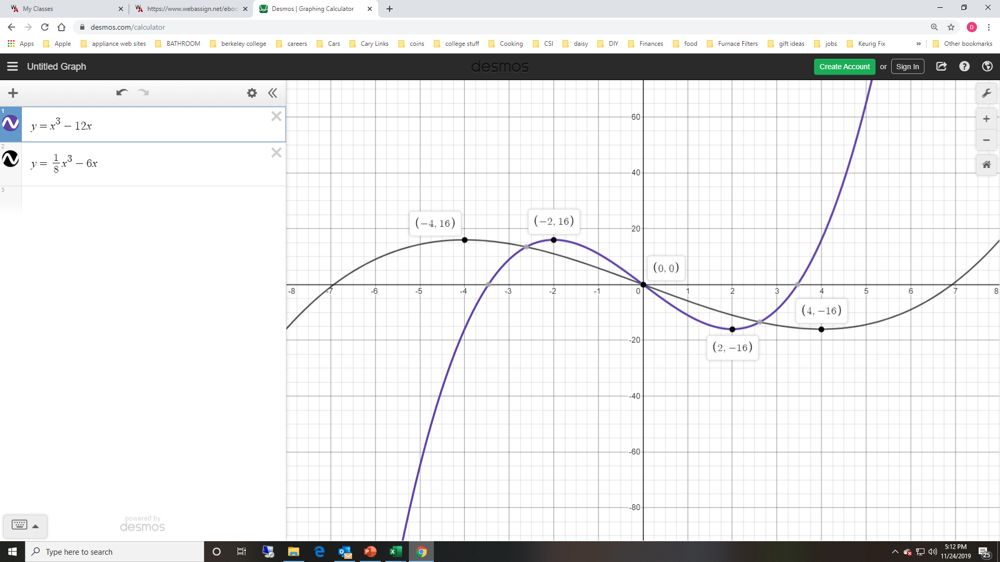 My Classes
https://www.webassign.net/eboo
Desmos | Graphing Calculator
desmos.com/calculator
D
Apps
Apple
appliance web sites
BATHROOM
berkeley college
careers
Cars
Cary Links
coins
college stuff
Cooking
CSI
daisy
DIY
Finances
food
Furnace Filters
gift ideas
jobs
Keurig Fix
»
Other bookmarks
Untitled Graph
desmos
Create Account or Sign In
1
y = x³ − 12x
2
y = 1/8 x³ − 6x
3
60
40
20
(−4, 16)
(−2, 16)
(0, 0)
-8 -7 -6 -5 -4 -3 -2 -1 0 1 2 3 4 5 6 7 8
(4, −16)
-20
(2, −16)
-40
-60
-80
powered by
desmos
Type here to search
5:12 PM
11/24/2019
25